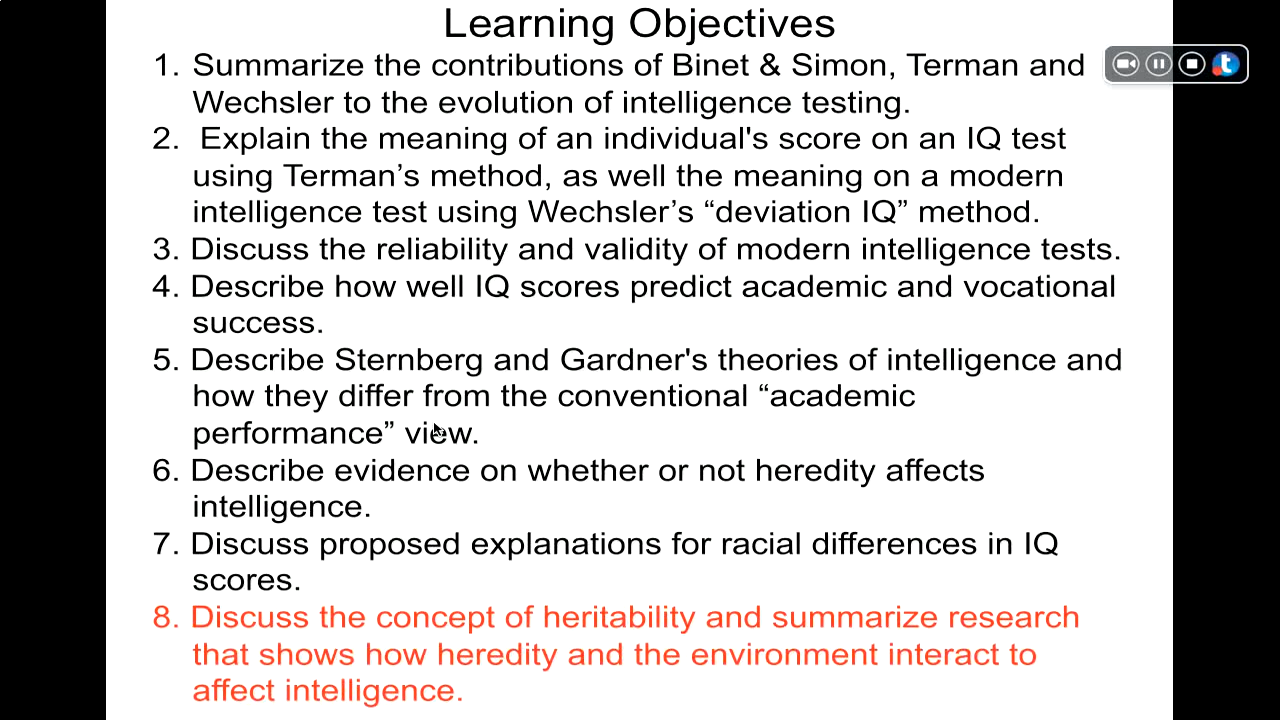 Learning Objectives
1. Summarize the contributions of Binet & Simon, Terman and
Wechsler to the evolution of intelligence testing.
2. Explain the meaning of an individual's score on an IQ test
using Terman’s method, as well the meaning on a modern
intelligence test using Wechsler’s “deviation IQ” method.
3. Discuss the reliability and validity of modern intelligence tests.
4. Describe how well IQ scores predict academic and vocational
success.
5. Describe Sternberg and Gardner's theories of intelligence and
how they differ from the conventional “academic
performance” view.
6. Describe evidence on whether or not heredity affects
intelligence.
7. Discuss proposed explanations for racial differences in IQ
scores.
8. Discuss the concept of heritability and summarize research
that shows how heredity and the environment interact to
affect intelligence.
t